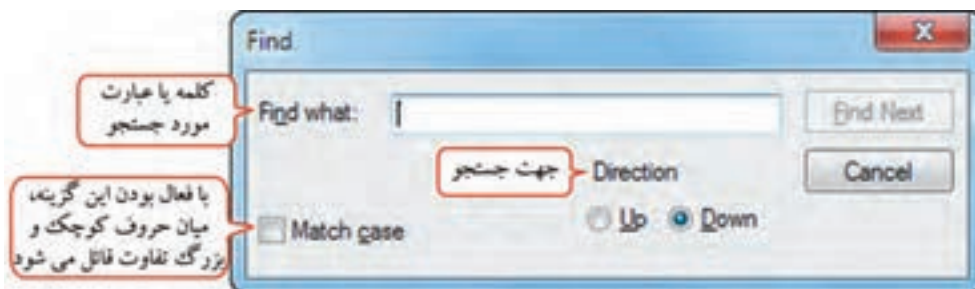 Find
کلمه یا عبارت
مورد جستجو
Find what:
Find Next
جهت جستجو
Direction
Cancel
با فعال بودن این گزینه،
میان حروف کوچک و
بزرگ تفاوت قائل می شود
Match case
Up
Down